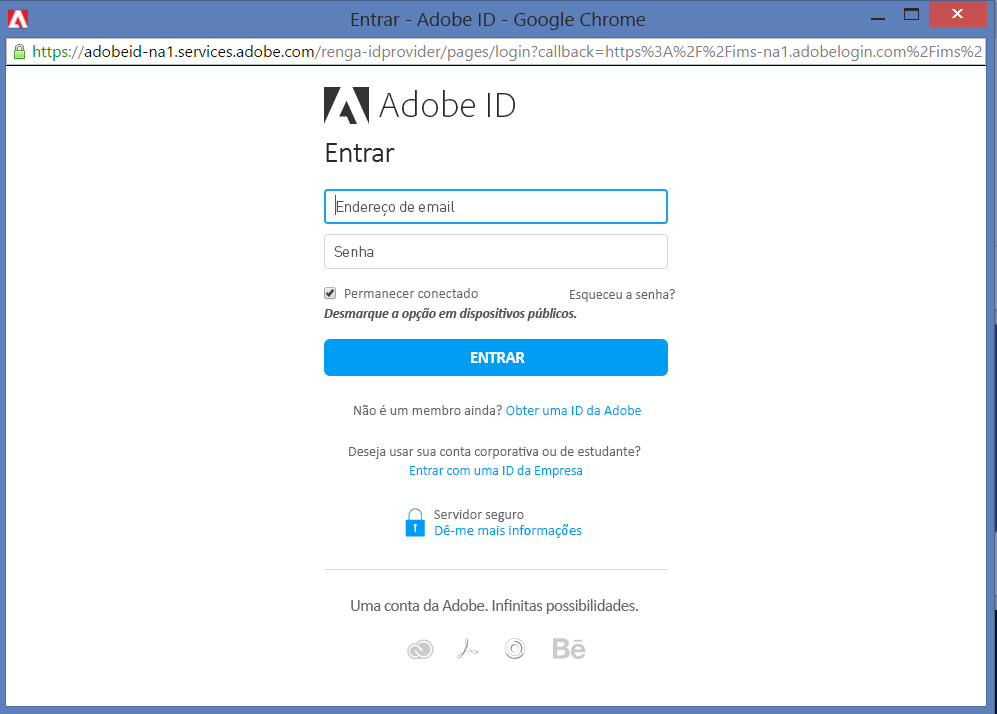 Entrar - Adobe ID - Google Chrome
https://adobeid-na1.services.adobe.com/renga-idprovider/pages/login?callback=https%3A%2F%2Fims-na1.adobelogin.com%2Fims%2
Adobe ID
Entrar
Endereço de email
Senha
Permanecer conectado Esqueceu a senha?
Desmarque a opção em dispositivos públicos.
ENTRAR
Não é um membro ainda? Obter uma ID da Adobe
Deseja usar sua conta corporativa ou de estudante?
Entrar com uma ID da Empresa
Servidor seguro
Dê-me mais informações
Uma conta da Adobe. Infinitas possibilidades.
Bē